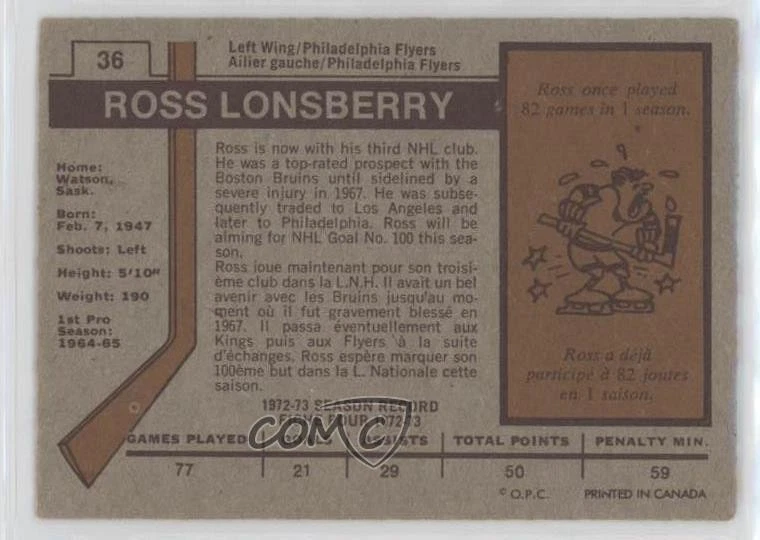 36
Left Wing/Philadelphia Flyers
Ailier gauche/Philadelphia Flyers
ROSS LONSBERRY
Home:
Watson,
Sask.
Born:
Feb. 7, 1947
Shoots: Left
Height: 5'10"
Weight: 190
1st Pro
Season:
1964-65
Ross is now with his third NHL club.
He was a top-rated prospect with the
Boston Bruins until sidelined by a
severe injury in 1967. He was subse-
quently traded to Los Angeles and
later to Philadelphia. Ross will be
aiming for NHL Goal No. 100 this sea-
son.
Ross joue maintenant pour son troisi-
ème club dans la L.N.H. Il avait un bel
avenir avec les Bruins jusqu'au mo-
ment où il fut gravement blessé en
1967. Il passa éventuellement aux
Kings puis aux Flyers à la suite
d'échanges. Ross espère marquer son
100ème but dans la L. Nationale cette
saison.
Ross once played
82 games in 1 season.
Ross a déjà
participé à 82 joutes
en 1 saison.
1972-73 SEASON RECORD
FICHE POUR 1972-73
COMC
GAMES PLAYED GOALS ASSISTS TOTAL POINTS PENALTY MIN.
77 21 29 50 59
© O.P.C. PRINTED IN CANADA